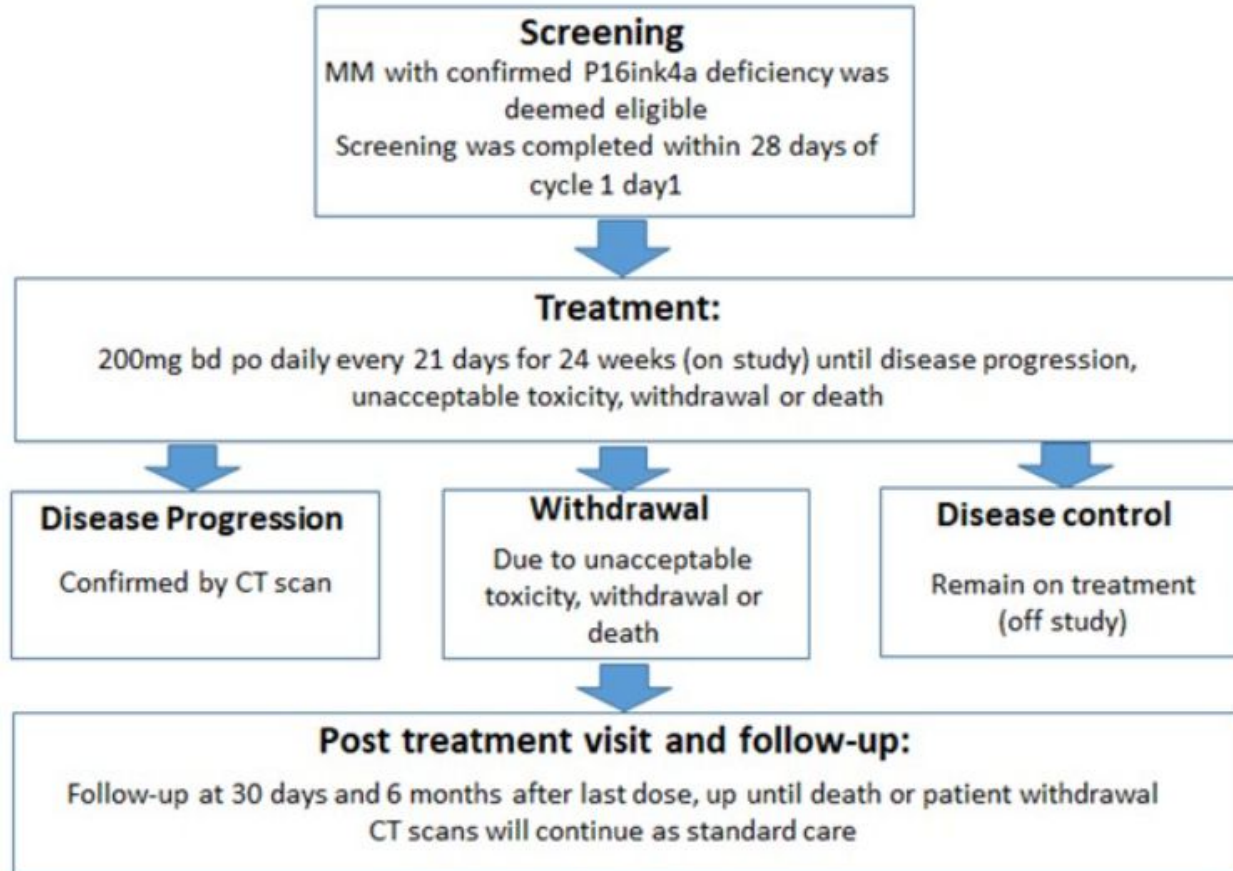 Screening
MM with confirmed P16ink4a deficiency was
deemed eligible
Screening was completed within 28 days of
cycle 1 day1
Treatment:
200mg bd po daily every 21 days for 24 weeks (on study) until disease progression,
unacceptable toxicity, withdrawal or death
Disease Progression
Confirmed by CT scan
Withdrawal
Due to unacceptable
toxicity, withdrawal or
death
Disease control
Remain on treatment
(off study)
Post treatment visit and follow-up:
Follow-up at 30 days and 6 months after last dose, up until death or patient withdrawal
CT scans will continue as standard care